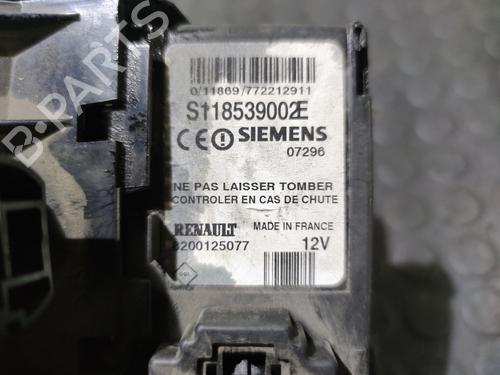 0/11869/772212911
S118539002E
CE SIEMENS
07296
NE PAS LAISSER TOMBER
CONTROLER EN CAS DE CHUTE
RENAULT MADE IN FRANCE
8200125077 12V
B-PARTS